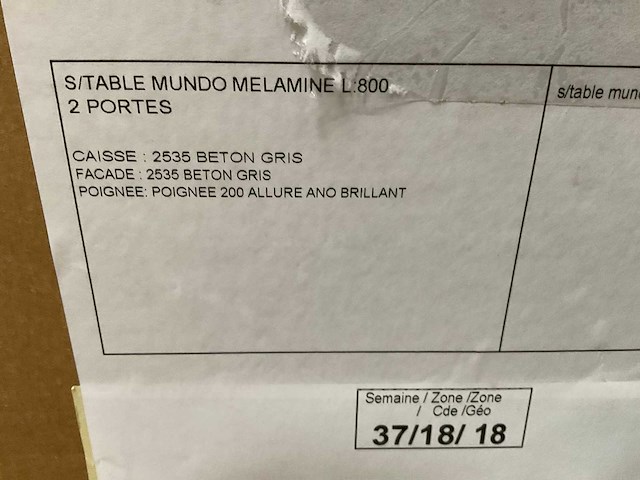 S/TABLE MUNDO MELAMINE L:800
2 PORTES
CAISSE : 2535 BETON GRIS
FACADE : 2535 BETON GRIS
POIGNEE: POIGNEE 200 ALLURE ANO BRILLANT
s/table
Semaine / Zone /Zone
/ Cde /Géo
37/18/ 18